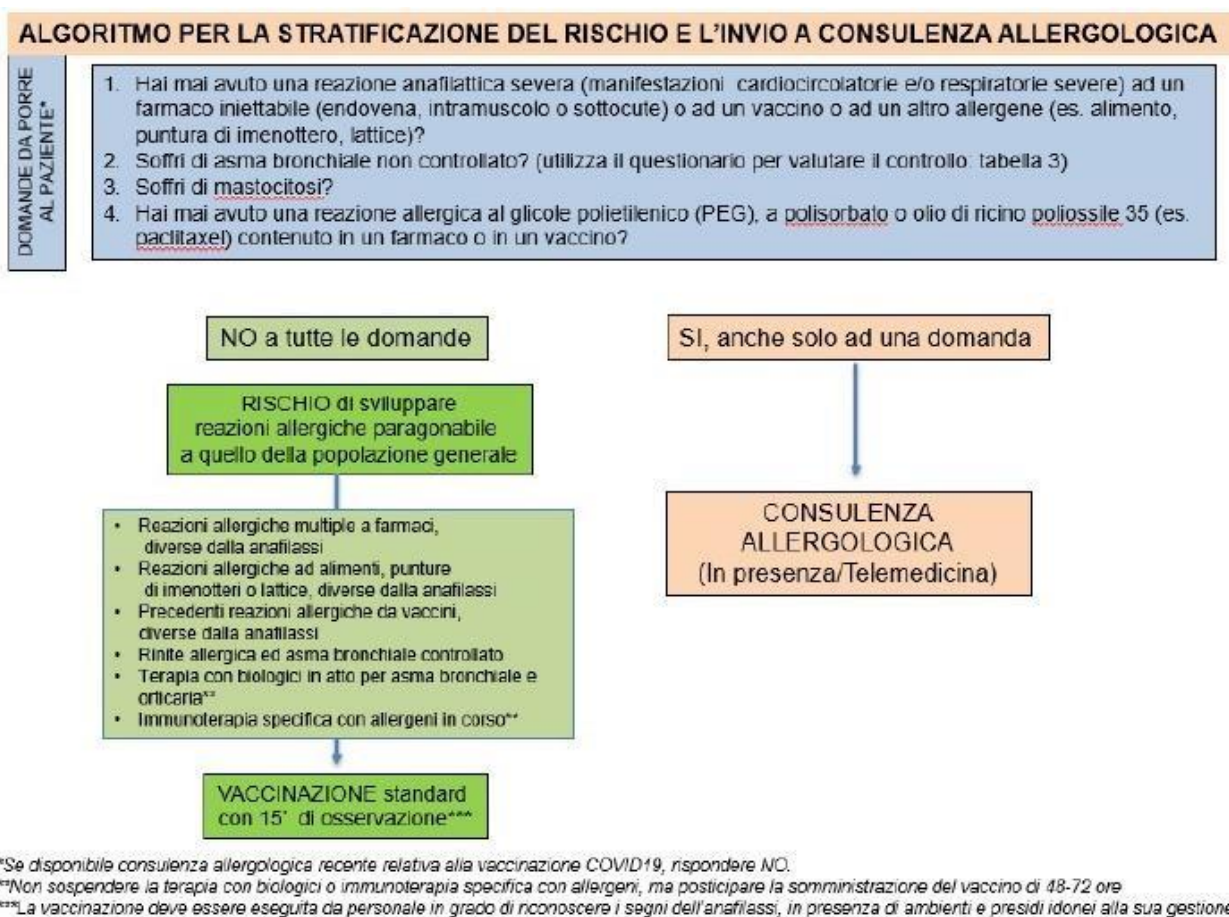 ALGORITMO PER LA STRATIFICAZIONE DEL RISCHIO E L'INVIO A CONSULENZA ALLERGOLOGICA
DOMANDE DA PORRE
AL PAZIENTE*
1. Hai mai avuto una reazione anafilattica severa (manifestazioni cardiocircolatorie e/o respiratorie severe) ad un
farmaco iniettabile (endovena, intramuscolo o sottocute) o ad un vaccino o ad un altro allergene (es. alimento,
puntura di imenottero, lattice)?
2. Soffri di asma bronchiale non controllato? (utilizza il questionario per valutare il controllo: tabella 3)
3. Soffri di mastocitosi?
4. Hai mai avuto una reazione allergica al glicole polietilenico (PEG), a polisorbato o olio di ricino poliossile 35 (es.
paclitaxel) contenuto in un farmaco o in un vaccino?
NO a tutte le domande
RISCHIO di sviluppare
reazioni allergiche paragonabile
a quello della popolazione generale
• Reazioni allergiche multiple a farmaci,
diverse dalla anafilassi
• Reazioni allergiche ad alimenti, punture
di imenotteri o lattice, diverse dalla anafilassi
• Precedenti reazioni allergiche da vaccini,
diverse dalla anafilassi
• Rinite allergica ed asma bronchiale controllato
• Terapia con biologici in atto per asma bronchiale e
orticaria**
• Immunoterapia specifica con allergeni in corso**
VACCINAZIONE standard
con 15' di osservazione***
SI, anche solo ad una domanda
CONSULENZA
ALLERGOLOGICA
(In presenza/Telemedicina)
*Se disponibile consulenza allergologica recente relativa alla vaccinazione COVID19, rispondere NO.
**Non sospendere la terapia con biologici o immunoterapia specifica con allergeni, ma posticipare la somministrazione del vaccino di 48-72 ore
***La vaccinazione deve essere eseguita da personale in grado di riconoscere i segni dell'anafilassi, in presenza di ambienti e presidi idonei alla sua gestion